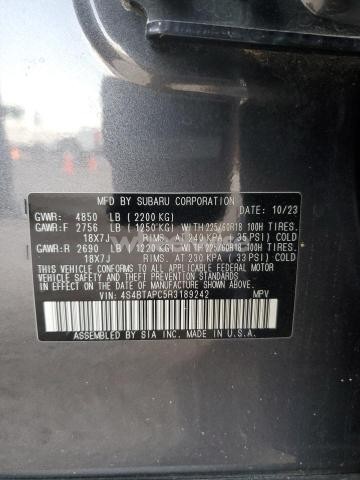 MFD BY SUBARU CORPORATION
GVWR: 4850 LB (2200 KG) DATE: 10/23
GAWR:F 2756 LB (1250 KG) WITH 225/60R18 100H TIRES.
18X7J RIMS. AT 240 KPA (35 PSI) COLD
GAWR:R 2690 LB (1220 KG) WITH 225/60R18 100H TIRES.
18X7J RIMS. AT 230 KPA (33 PSI) COLD
THIS VEHICLE CONFORMS TO ALL APPLICABLE FEDERAL MOTOR
VEHICLE SAFETY STANDARDS IN EFFECT ON THE DATE OF
MANUFACTURE SHOWN ABOVE.
VIN: 4S4BTAPC5R3189242 MPV
ASSEMBLED BY SIA INC. MADE IN U.S.A.